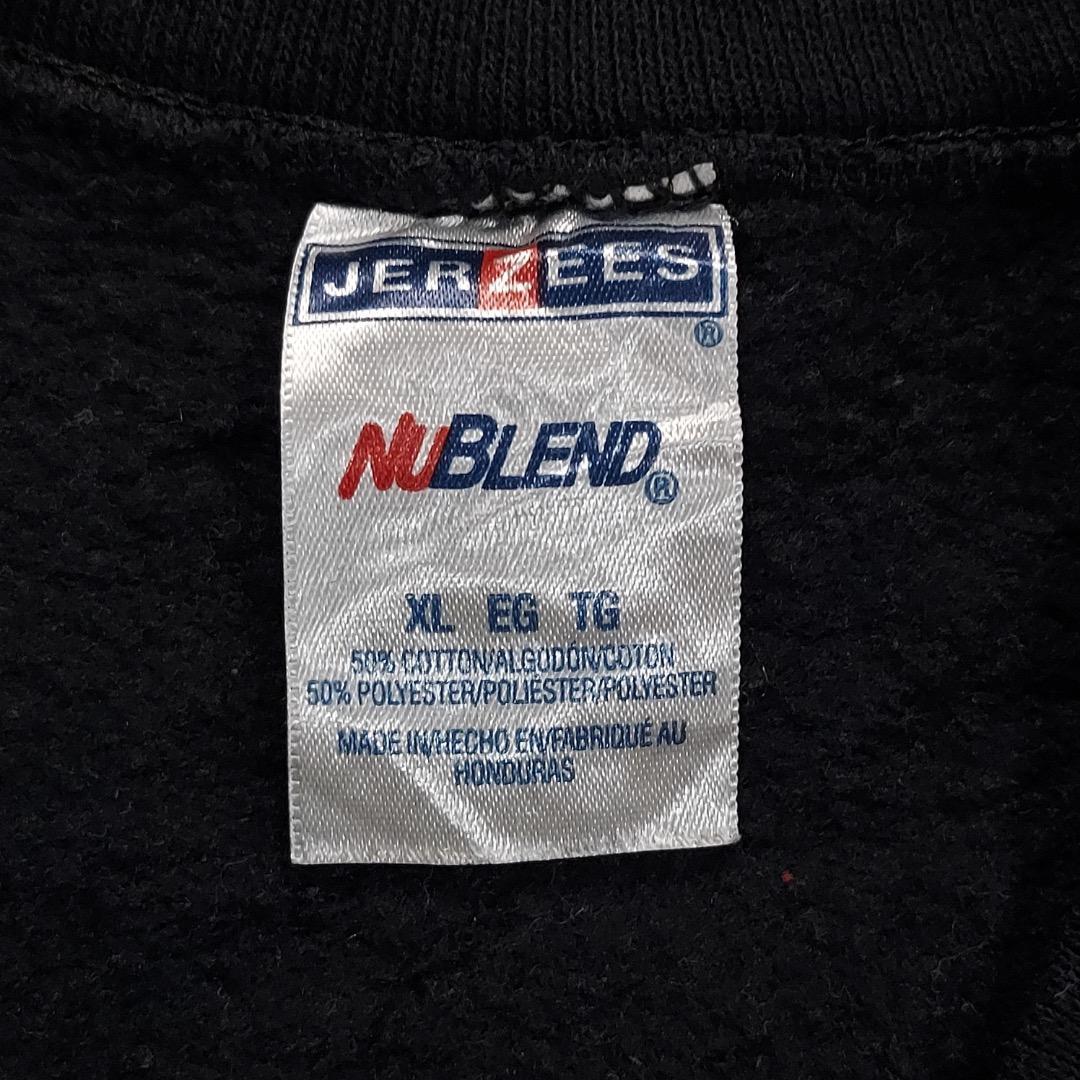 JERZEES
®
NUBLEND®
XL EG TG
50% COTTON/ALGODÓN/COTON
50% POLYESTER/POLIÉSTER/POLYESTER
MADE IN/HECHO EN/FABRIQUÉ AU
HONDURAS